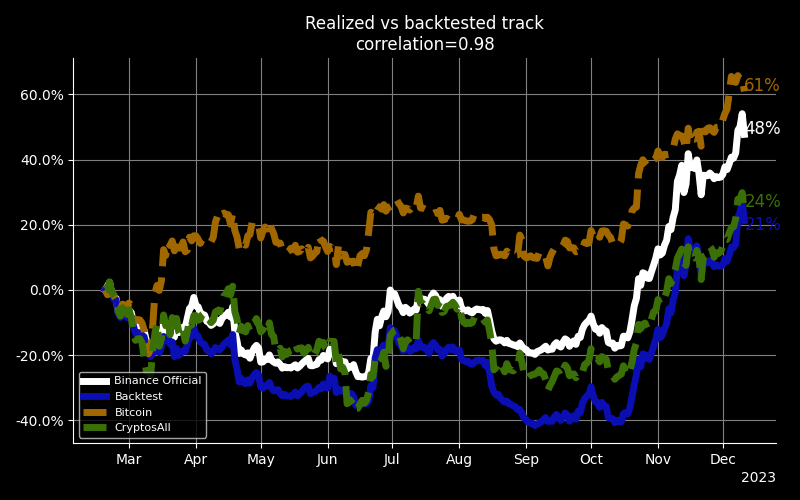 Realized vs backtested track
correlation=0.98
60.0%
40.0%
20.0%
0.0%
-20.0%
-40.0%
61%
48%
24%
21%
Binance Official
Backtest
Bitcoin
CryptosAll
Mar Apr May Jun Jul Aug Sep Oct Nov Dec
2023